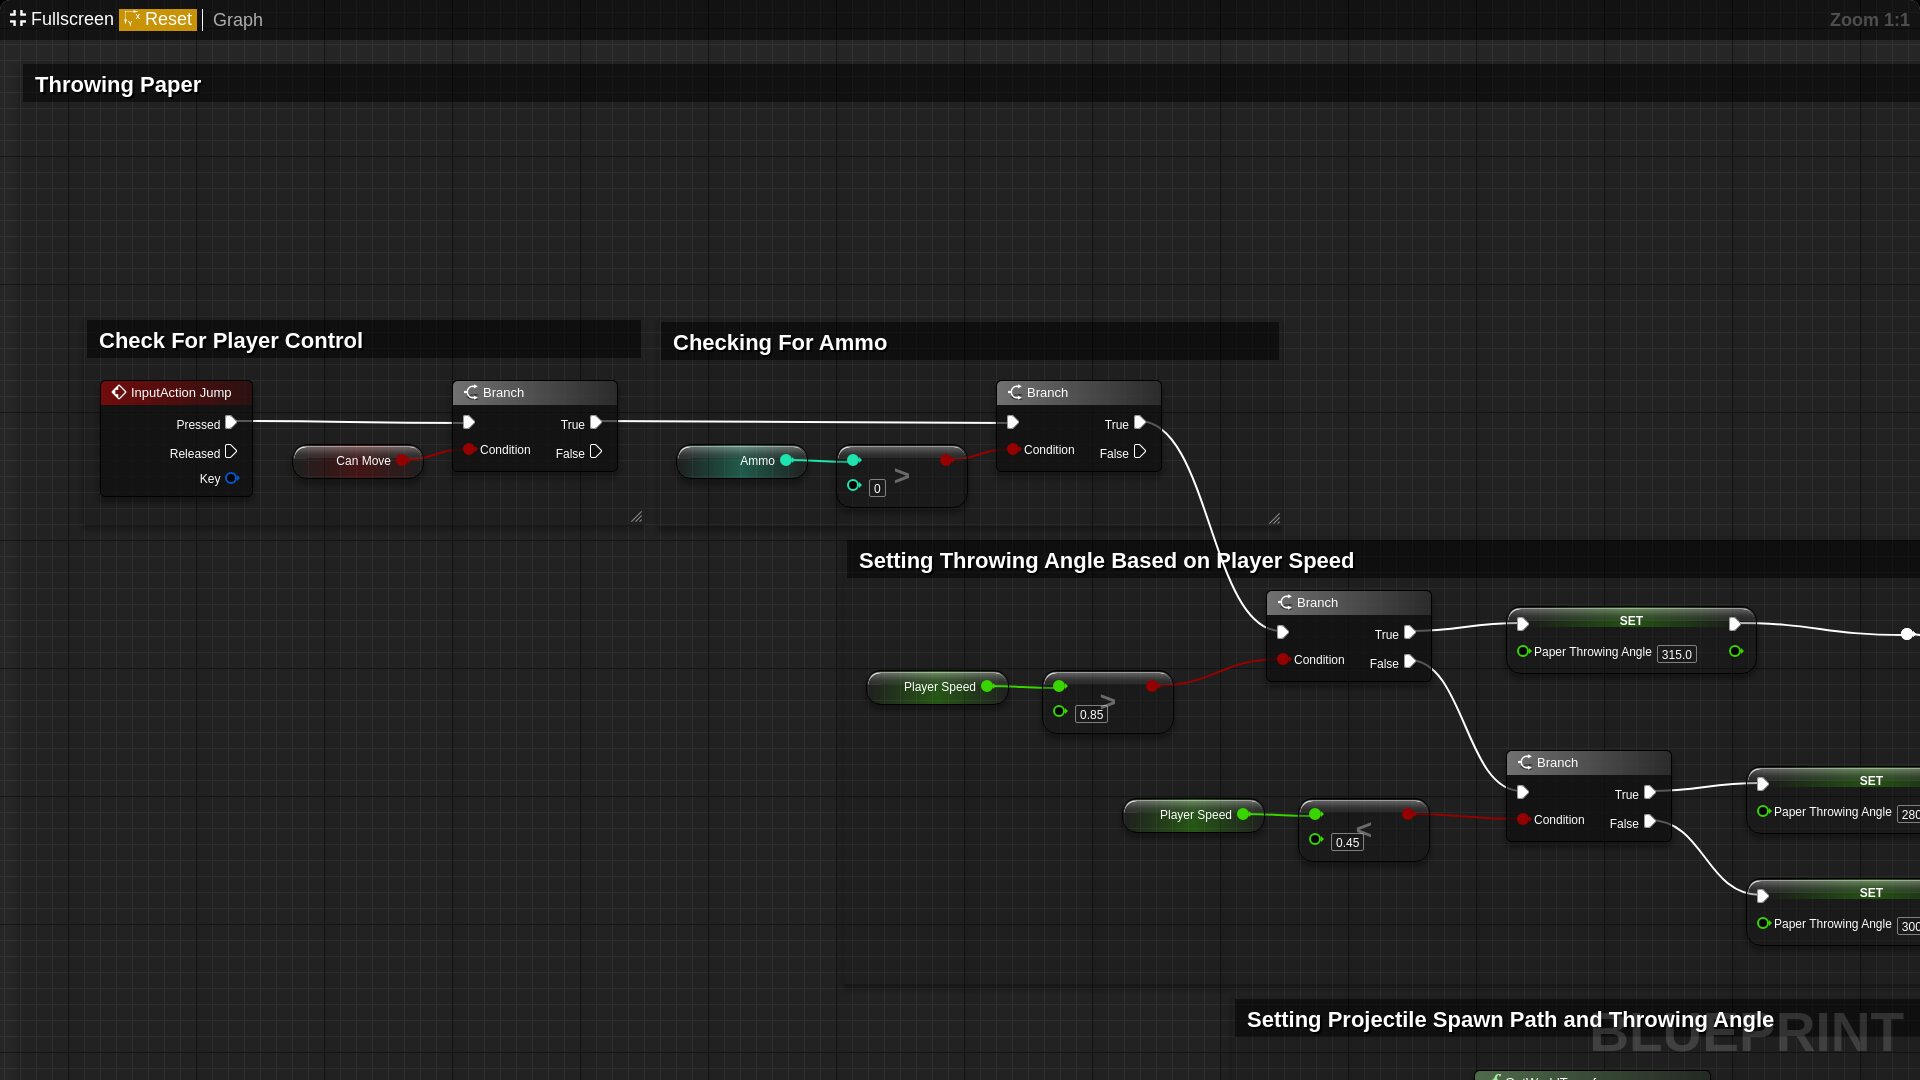 Fullscreen Reset Graph Zoom 1:1
Throwing Paper
Check For Player Control
InputAction Jump
Pressed
Released
Key
Can Move
Branch
True
Condition
False
Checking For Ammo
Ammo
0
>
Branch
True
Condition
False
Setting Throwing Angle Based on Player Speed
Player Speed
0.85
>
Branch
True
Condition
False
SET
Paper Throwing Angle 315.0
Player Speed
0.45
<
Branch
True
Condition
False
SET
Paper Throwing Angle 280
SET
Paper Throwing Angle 300
Setting Projectile Spawn Path and Throwing Angle
BLUEPRINT